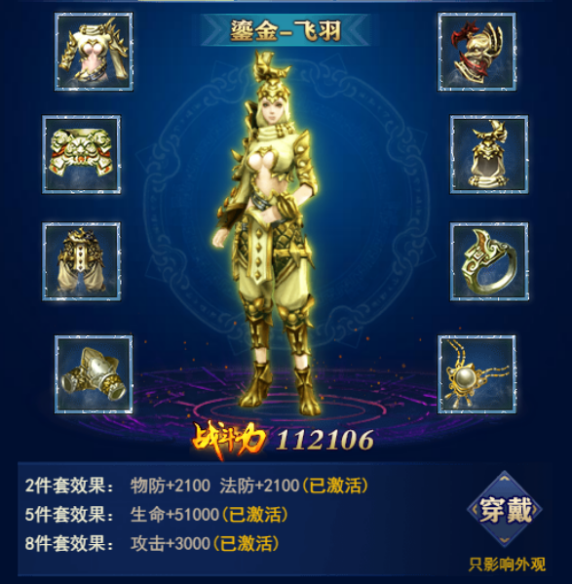 鎏金-飞羽
战斗力 112106
2件套效果： 物防+2100 法防+2100(已激活)
5件套效果： 生命+51000(已激活)
8件套效果： 攻击+3000(已激活)
穿戴
只影响外观